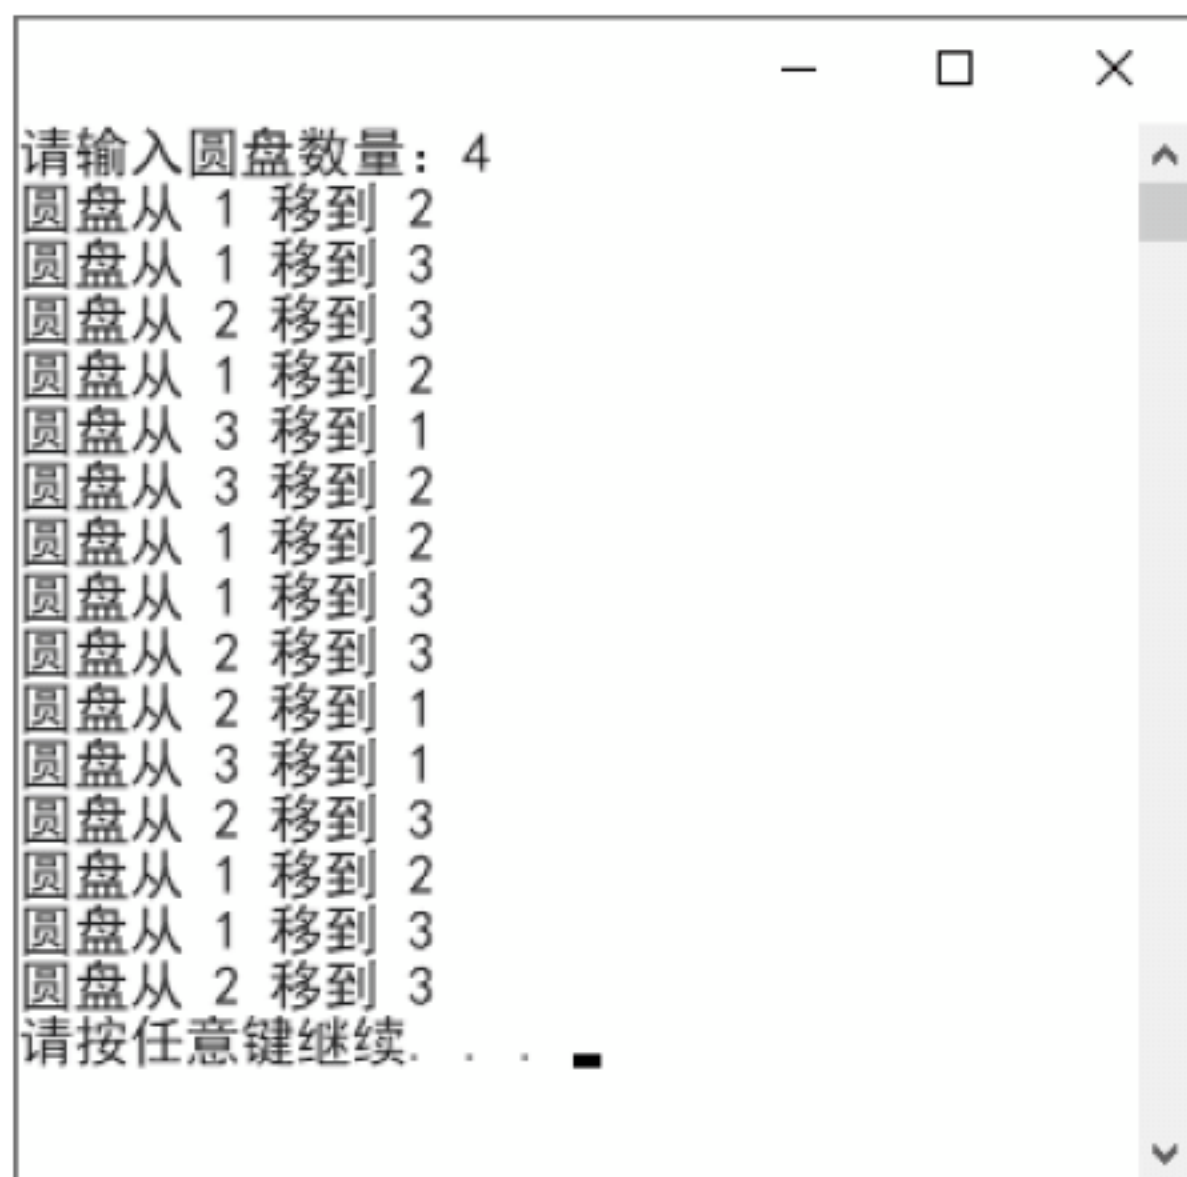 请输入圆盘数量：4
圆盘从 1 移到 2
圆盘从 1 移到 3
圆盘从 2 移到 3
圆盘从 1 移到 2
圆盘从 3 移到 1
圆盘从 3 移到 2
圆盘从 1 移到 2
圆盘从 1 移到 3
圆盘从 2 移到 3
圆盘从 2 移到 1
圆盘从 3 移到 1
圆盘从 2 移到 3
圆盘从 1 移到 2
圆盘从 1 移到 3
圆盘从 2 移到 3
请按任意键继续. . .